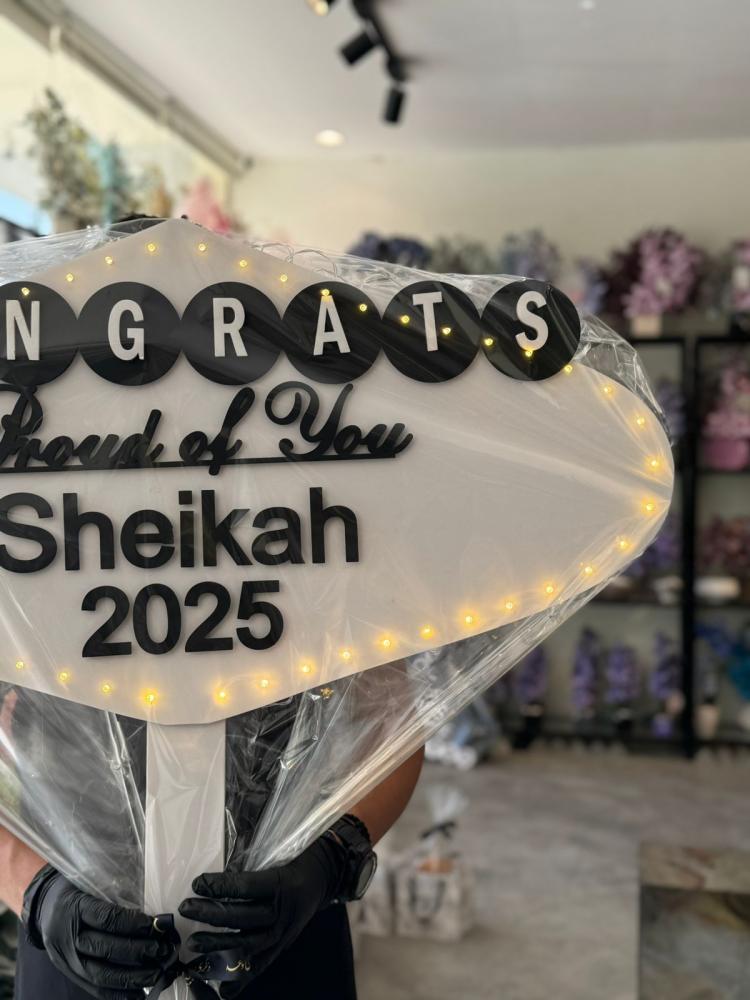 NGRATS
Proud of You
Sheikah
2025